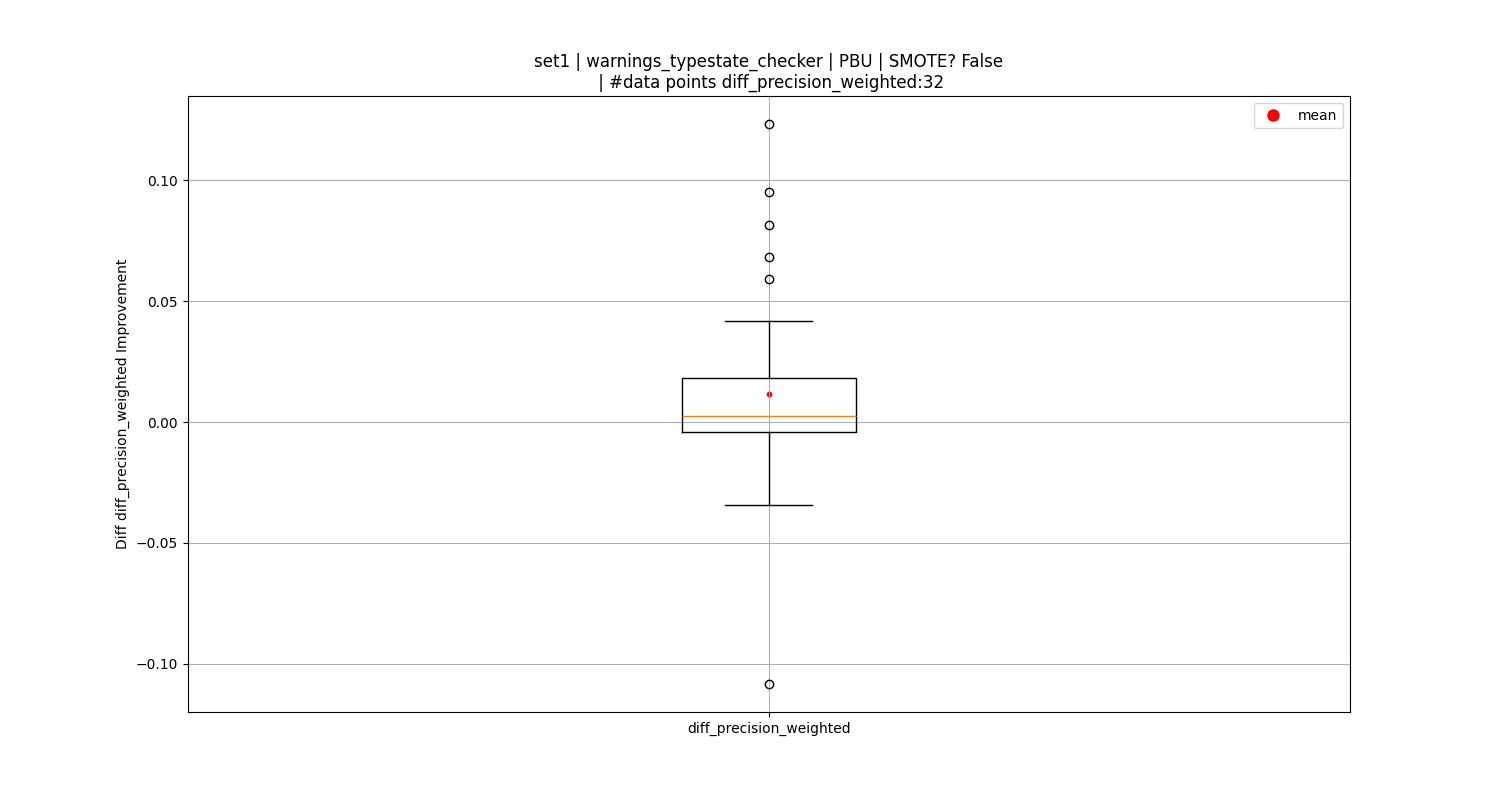 set1 | warnings_typestate_checker | PBU | SMOTE? False
| #data points diff_precision_weighted:32
mean
0.10
0.05
0.00
−0.05
−0.10
Diff diff_precision_weighted Improvement
diff_precision_weighted